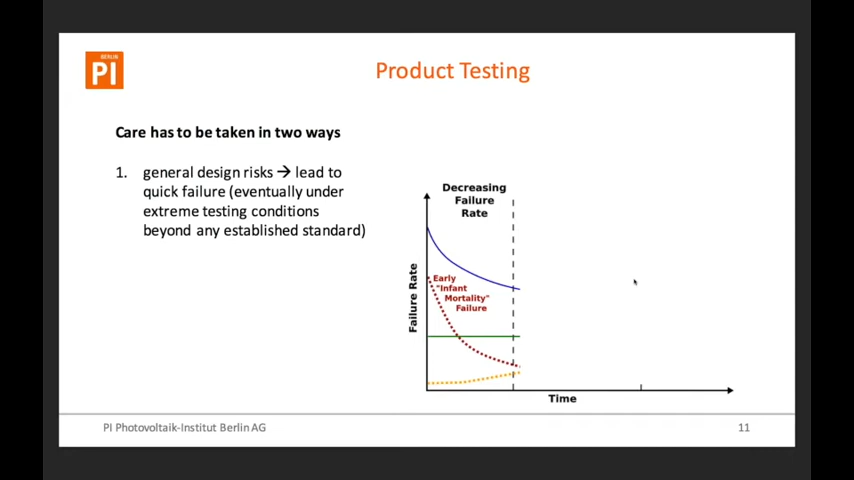 BERLIN
PI
Product Testing
Care has to be taken in two ways
1. general design risks → lead to
quick failure (eventually under
extreme testing conditions
beyond any established standard)
Decreasing
Failure
Rate
Early
"Infant
Mortality"
Failure
Failure Rate
Time
PI Photovoltaik-Institut Berlin AG
11